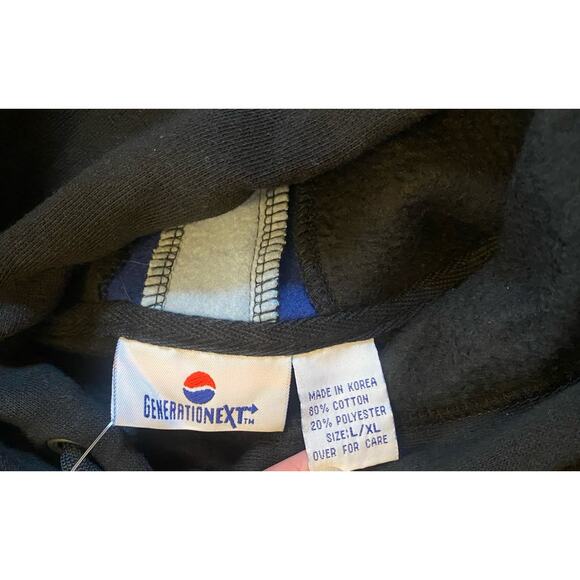 GENERATIONEXT™
MADE IN KOREA
80% COTTON
20% POLYESTER
SIZE:L/XL
OVER FOR CARE